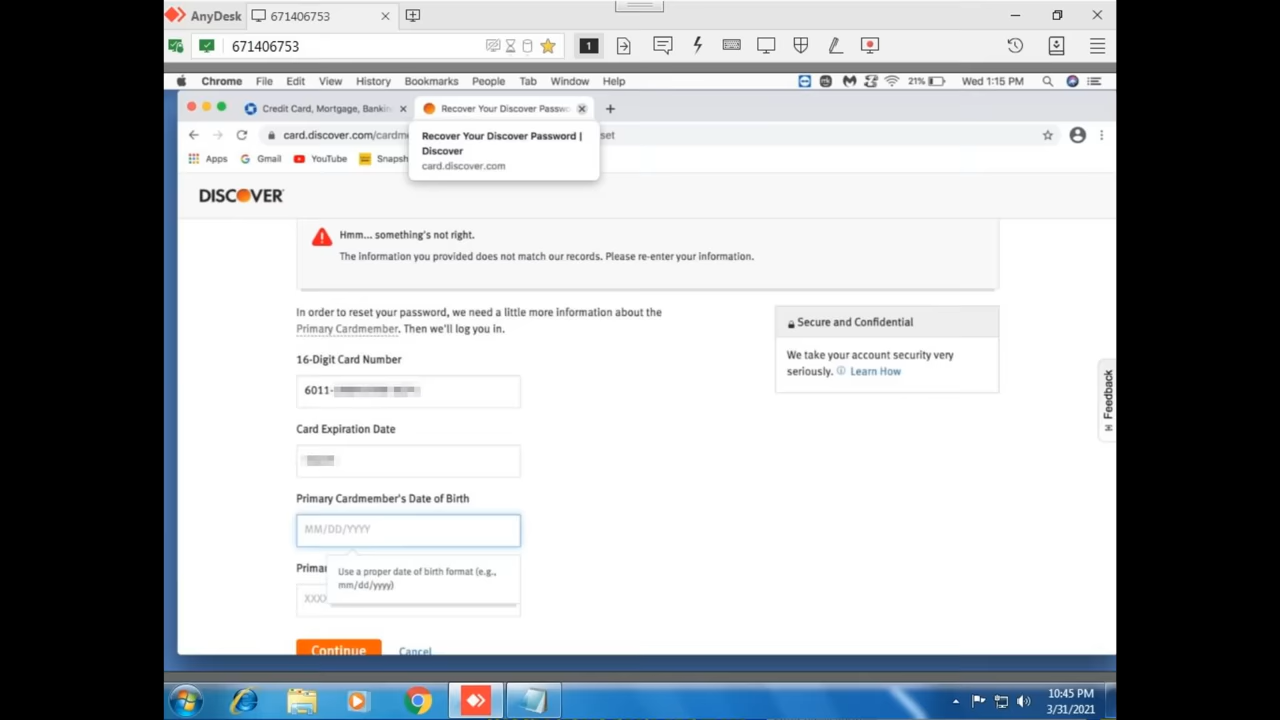 AnyDesk 671406753
671406753
1
Chrome File Edit View History Bookmarks People Tab Window Help 21% Wed 1:15 PM
Credit Card, Mortgage, Bankin Recover Your Discover Passwo
card.discover.com/cardme set
Recover Your Discover Password |
Discover
card.discover.com
Apps Gmail YouTube Snapsh
DISCOVER
Hmm... something's not right.
The information you provided does not match our records. Please re-enter your information.
In order to reset your password, we need a little more information about the
Primary Cardmember. Then we'll log you in.
Secure and Confidential
We take your account security very
seriously. Learn How
16-Digit Card Number
6011-
Card Expiration Date
Primary Cardmember's Date of Birth
MM/DD/YYYY
Use a proper date of birth format (e.g.,
mm/dd/yyyy)
Primar
XXXX
Continue Cancel
Feedback
10:45 PM
3/31/2021